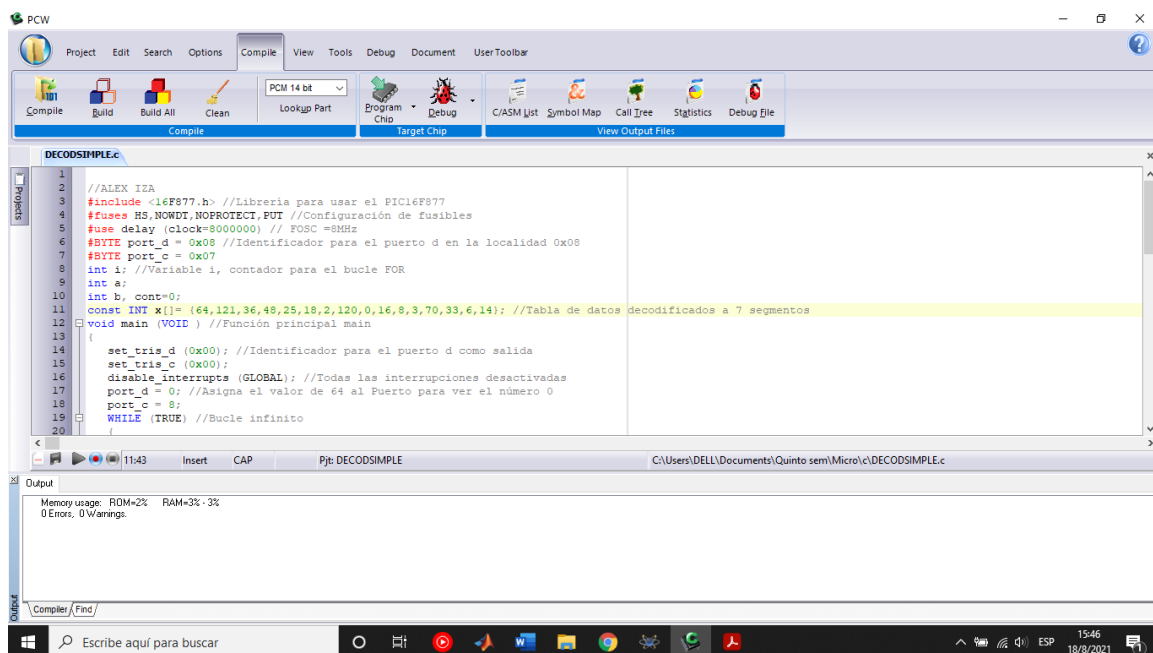 PCW
Project Edit Search Options Compile View Tools Debug Document User Toolbar
Compile Build Build All Clean
PCM 14 bit
Lookup Part
Program Chip Debug
C/ASM List Symbol Map Call Tree Statistics Debug File
Compile Target Chip View Output Files
DECODSIMPLE.c
Projects
1
2 //ALEX IZA
3 #include <16F877.h> //Librería para usar el PIC16F877
4 #fuses HS,NOWDT,NOPROTECT,PUT //Configuración de fusibles
5 #use delay (clock=8000000) // FOSC =8MHz
6 #BYTE port_d = 0x08 //Identificador para el puerto d en la localidad 0x08
7 #BYTE port_c = 0x07
8 int i; //Variable i, contador para el bucle FOR
9 int a;
10 int b, cont=0;
11 const INT x[]= {64,121,36,48,25,18,2,120,0,16,8,3,70,33,6,14}; //Tabla de datos decodificados a 7 segmentos
12 void main (VOID ) //Función principal main
13 {
14 set_tris_d (0x00); //Identificador para el puerto d como salida
15 set_tris_c (0x00);
16 disable_interrupts (GLOBAL); //Todas las interrupciones desactivadas
17 port_d = 0; //Asigna el valor de 64 al Puerto para ver el número 0
18 port_c = 8;
19 WHILE (TRUE) //Bucle infinito
20 {
11:43 Insert CAP Pjt: DECODSIMPLE C:\Users\DELL\Documents\Quinto sem\Micro\c\DECODSIMPLE.c
Output
Memory usage: ROM=2% RAM=3% - 3%
0 Errors, 0 Warnings.
Output
Compiler Find
Escribe aquí para buscar
ESP
15:46
18/8/2021